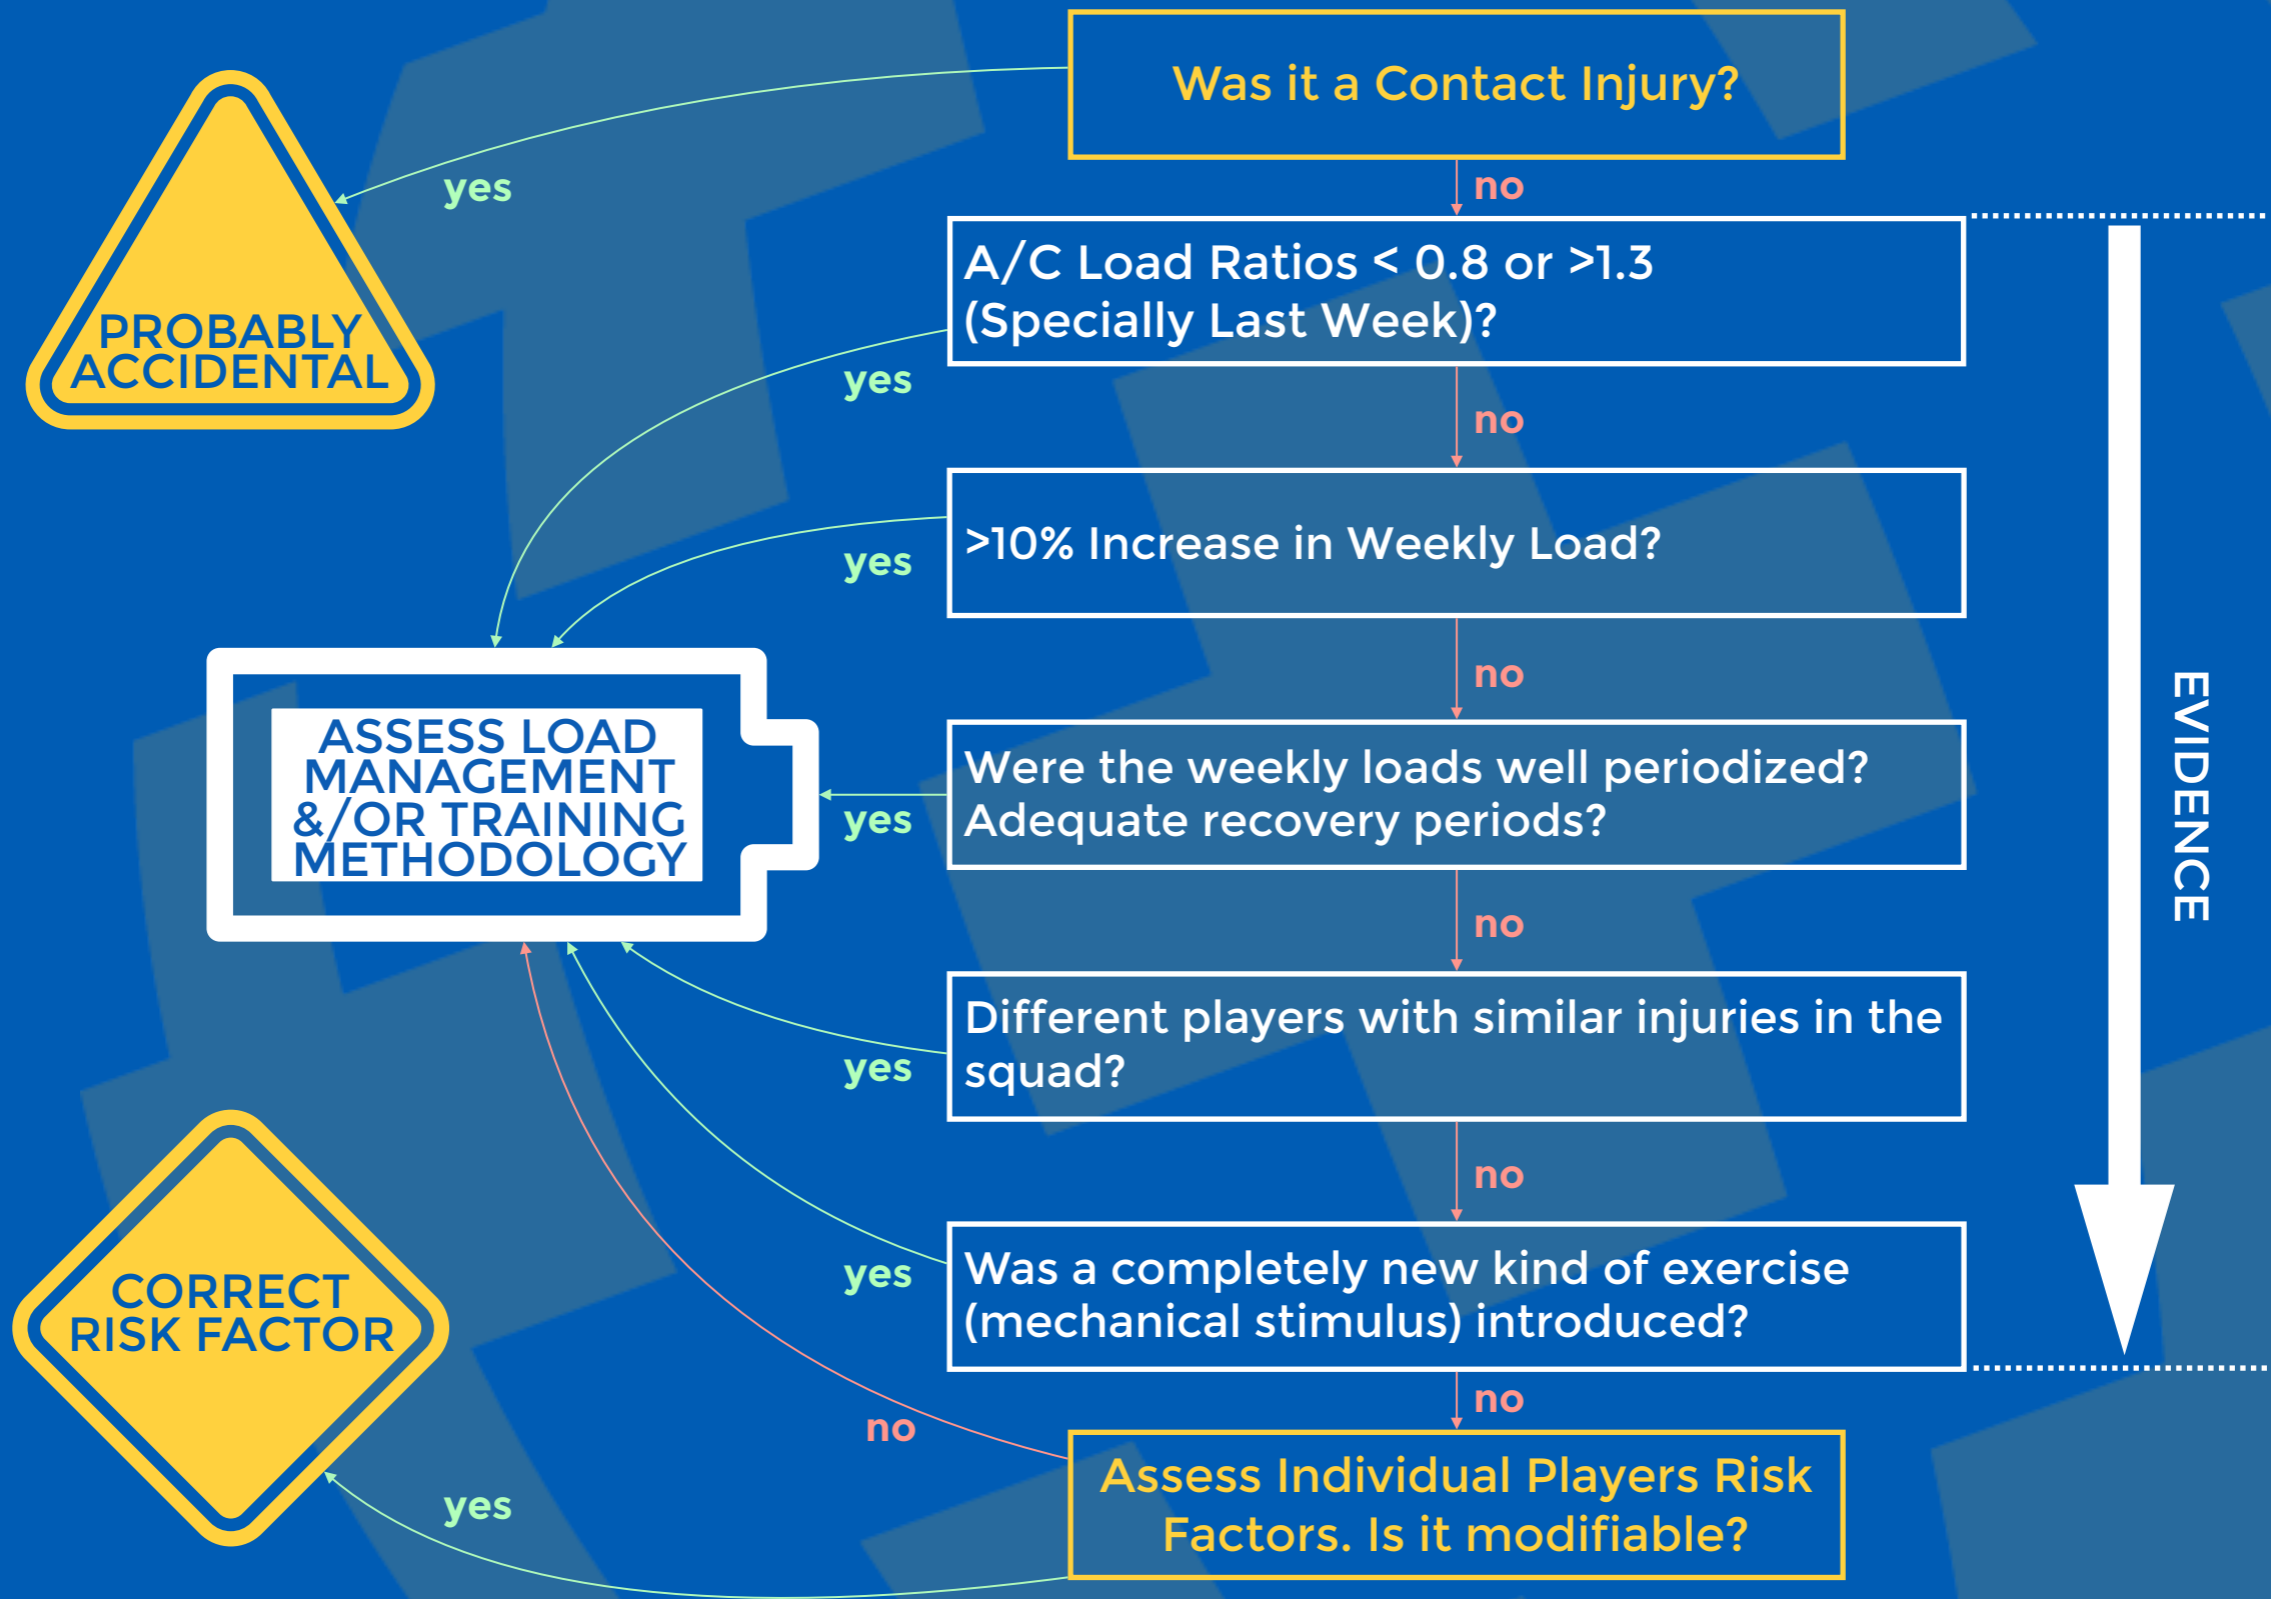 Was it a Contact Injury?
yes
no
PROBABLY
ACCIDENTAL
A/C Load Ratios < 0.8 or >1.3
(Specially Last Week)?
yes
no
>10% Increase in Weekly Load?
yes
no
ASSESS LOAD
MANAGEMENT
&/OR TRAINING
METHODOLOGY
Were the weekly loads well periodized?
Adequate recovery periods?
yes
no
EVIDENCE
Different players with similar injuries in the
squad?
yes
no
Was a completely new kind of exercise
(mechanical stimulus) introduced?
yes
no
CORRECT
RISK FACTOR
Assess Individual Players Risk
Factors. Is it modifiable?
no
yes